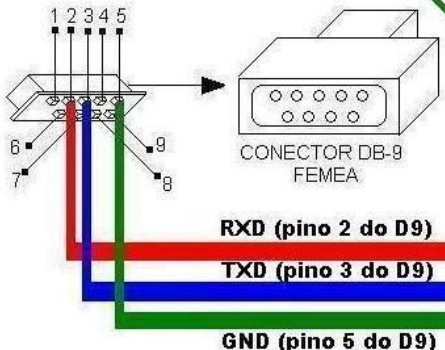 1 2 3 4 5
6
7
9
8
CONECTOR DB-9
FEMEA
RXD (pino 2 do D9)
TXD (pino 3 do D9)
GND (pino 5 do D9)